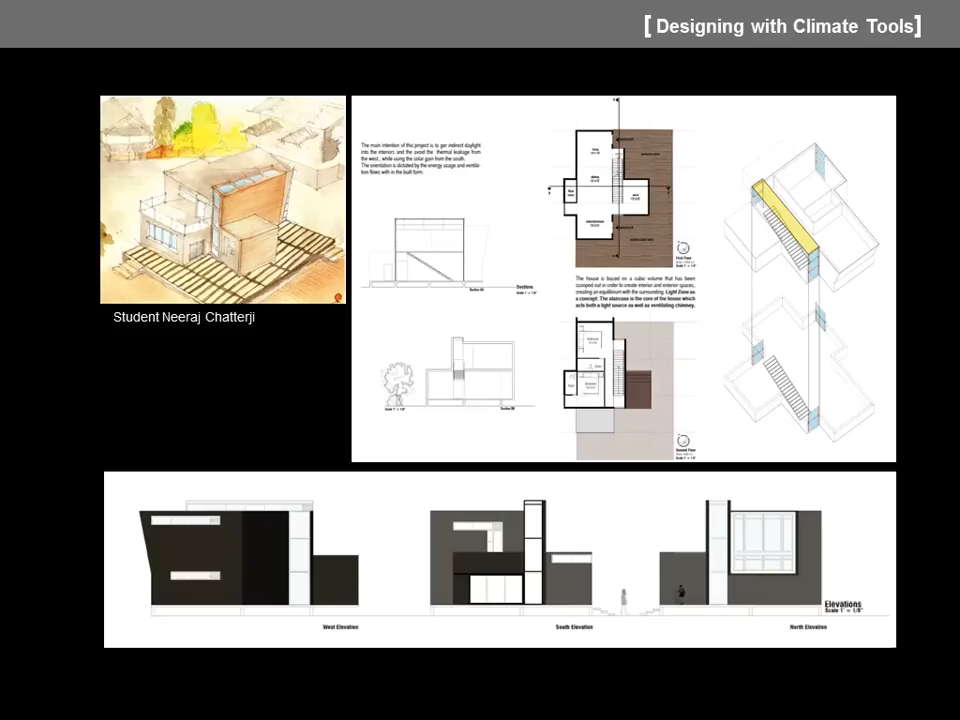 [ Designing with Climate Tools]
The main intention of this project is to ger indirect daylight
into the interiors and the avoid the thermal leakage from
the west, while using the solar gain from the south.
The orientation is dictated by the energy usage and ventila-
tion flows with in the built form.
Student Neeraj Chatterji
Sections
First Floor
The house is based on a cubic volume that has been
scooped out in order to create interior and exterior spaces,
creating an equilibrium with the surrounding. Light Zone as
a concept: The staircase is the core of the house which
acts both a light source as well as ventilating chimney.
Second Floor
Elevations
Scale 1' = 1/8"
West Elevation
South Elevation
North Elevation